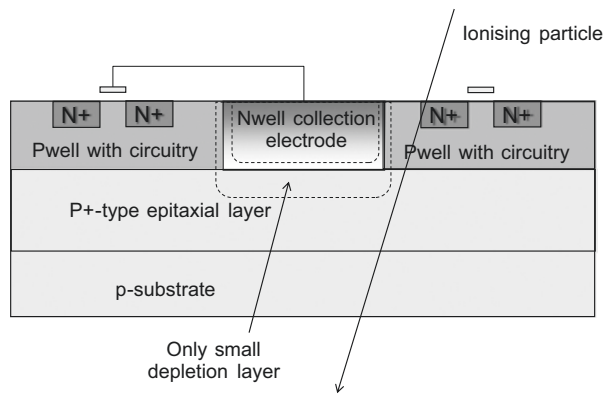 Ionising particle
N+ N+ Nwell collection electrode N+ N+
Pwell with circuitry Pwell with circuitry
P+-type epitaxial layer
p-substrate
Only small
depletion layer